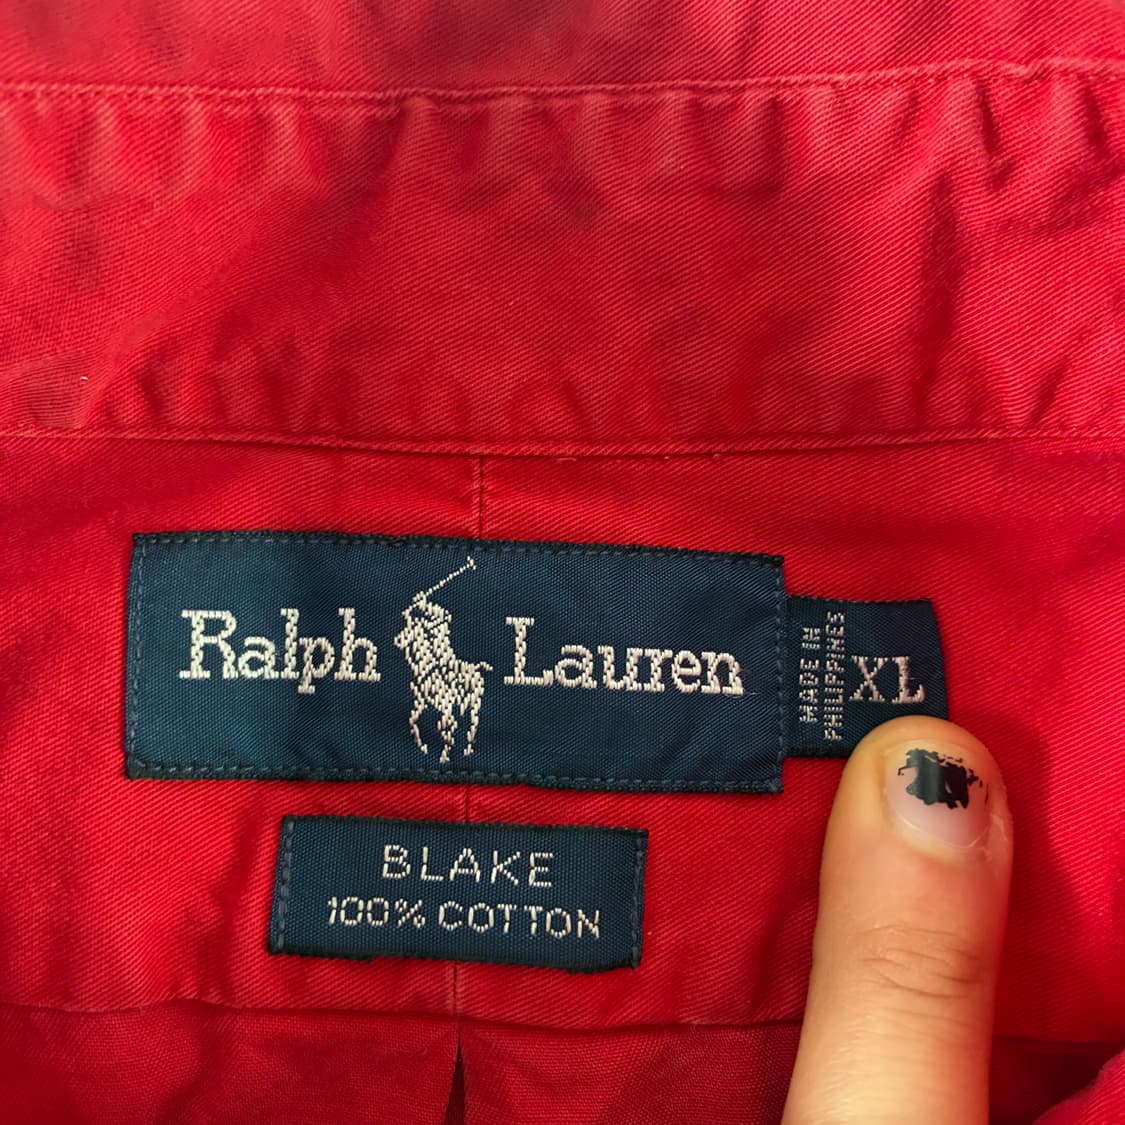 Ralph Lauren
MADE IN
PHILIPPINES
XL
BLAKE
100% COTTON